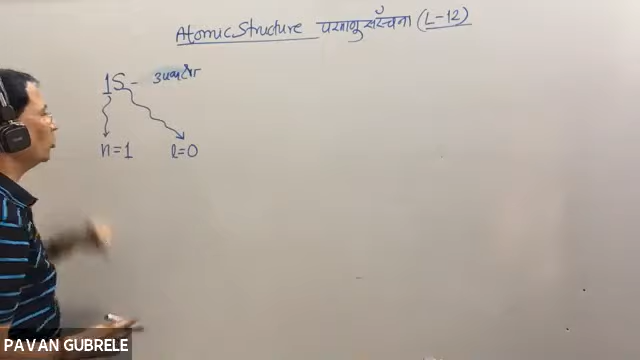 Atomic Structure परमाणु संरचना (L-12)
1S - उपकोश
n=1 l=0
PAVAN GUBRELE